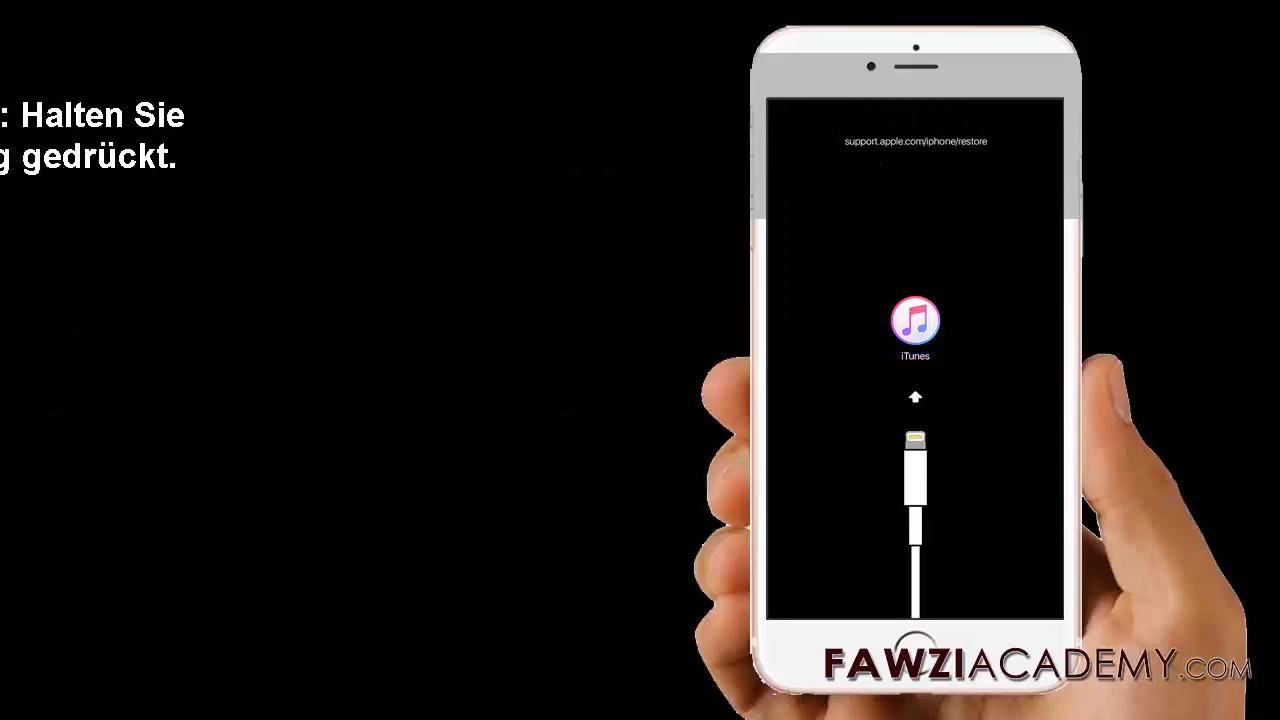 : Halten Sie
g gedrückt.
support.apple.com/iphone/restore
iTunes
FAWZIACADEMY.COM